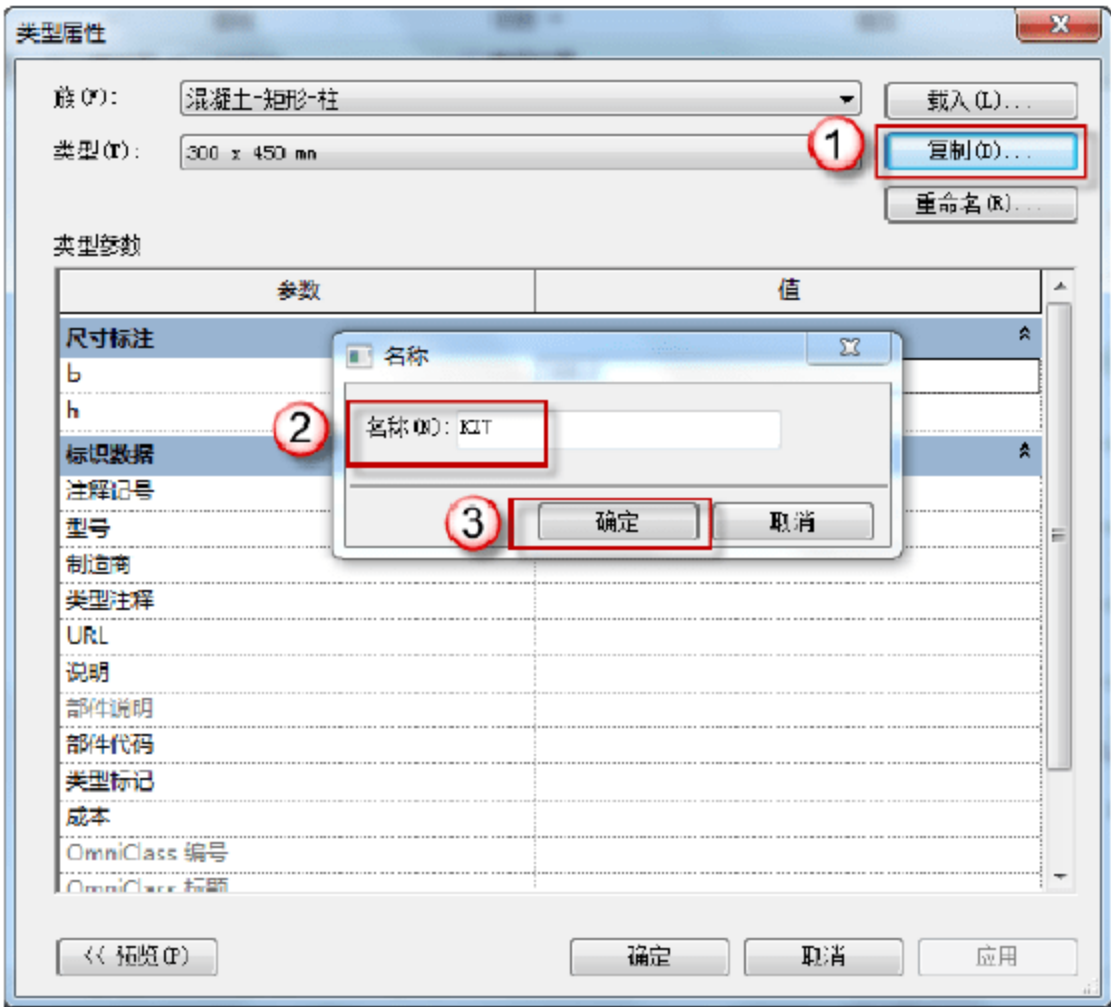 类型属性
族(F):
混凝土-矩形-柱
载入(L)...
类型(T):
300 x 450 mm
1
复制(D)...
重命名(R)...
类型参数
参数
值
尺寸标注
b
h
名称
2
名称(N):
KZ1
标识数据
注释记号
3
确定
取消
型号
制造商
类型注释
URL
说明
部件说明
部件代码
类型标记
成本
OmniClass 编号
OmniClass 标题
<< 预览(P)
确定
取消
应用